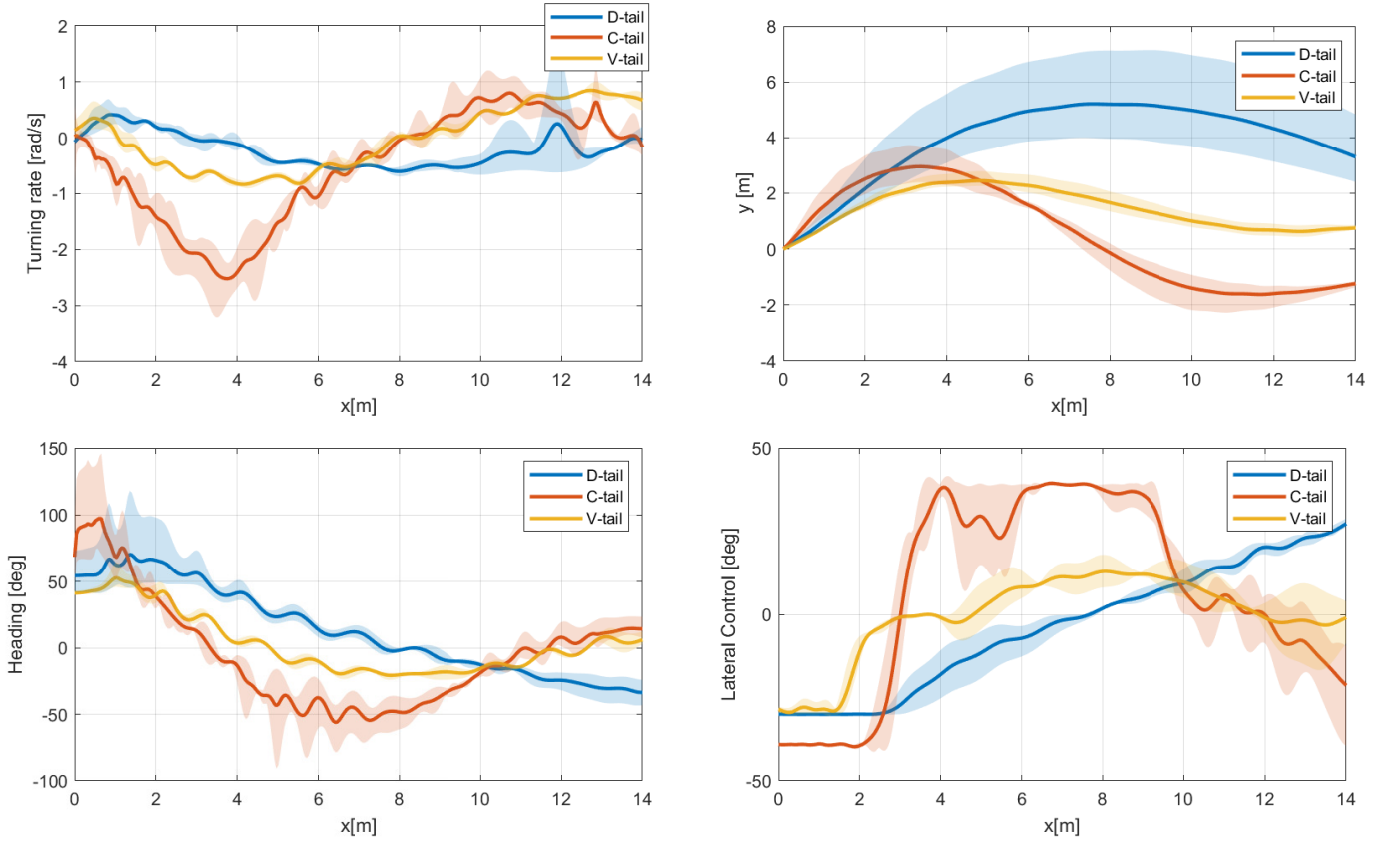 D-tail
C-tail
V-tail
Turning rate [rad/s]
2
1
0
-1
-2
-3
-4
0 2 4 6 8 10 12 14
x[m]
D-tail
C-tail
V-tail
y [m]
8
6
4
2
0
-2
-4
0 2 4 6 8 10 12 14
x[m]
D-tail
C-tail
V-tail
Heading [deg]
150
100
50
0
-50
-100
0 2 4 6 8 10 12 14
x[m]
D-tail
C-tail
V-tail
Lateral Control [deg]
50
0
-50
0 2 4 6 8 10 12 14
x[m]